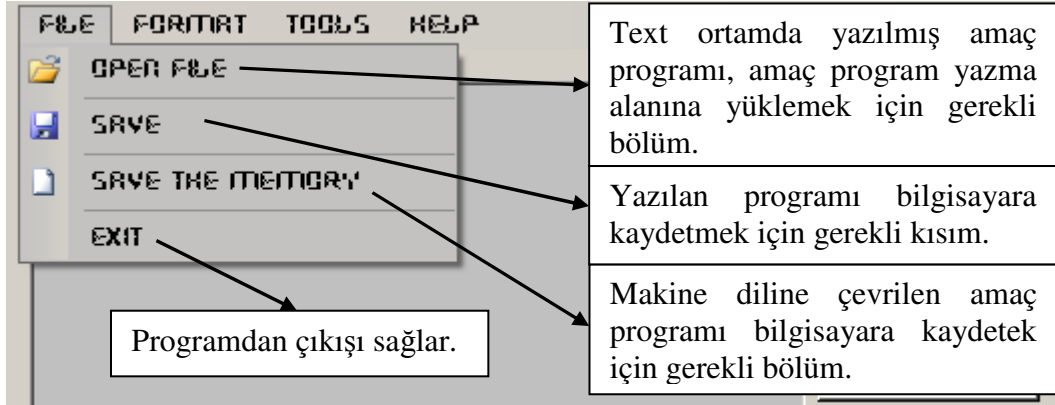 FILE FORMAT TOOLS HELP
OPEN FILE
SAVE
SAVE THE MEMORY
EXIT
Text ortamda yazılmış amaç
programı, amaç program yazma
alanına yüklemek için gerekli
bölüm.
Yazılan programı bilgisayara
kaydetmek için gerekli kısım.
Makine diline çevrilen amaç
programı bilgisayara kaydetek
için gerekli bölüm.
Programdan çıkışı sağlar.